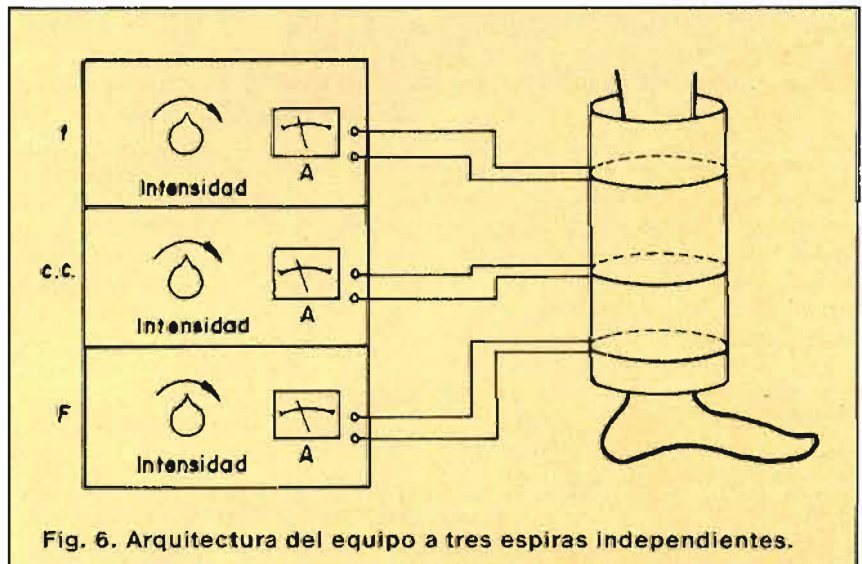 f
A
Intensidad
C.C.
A
Intensidad
F
A
Intensidad
Fig. 6. Arquitectura del equipo a tres espiras independientes.